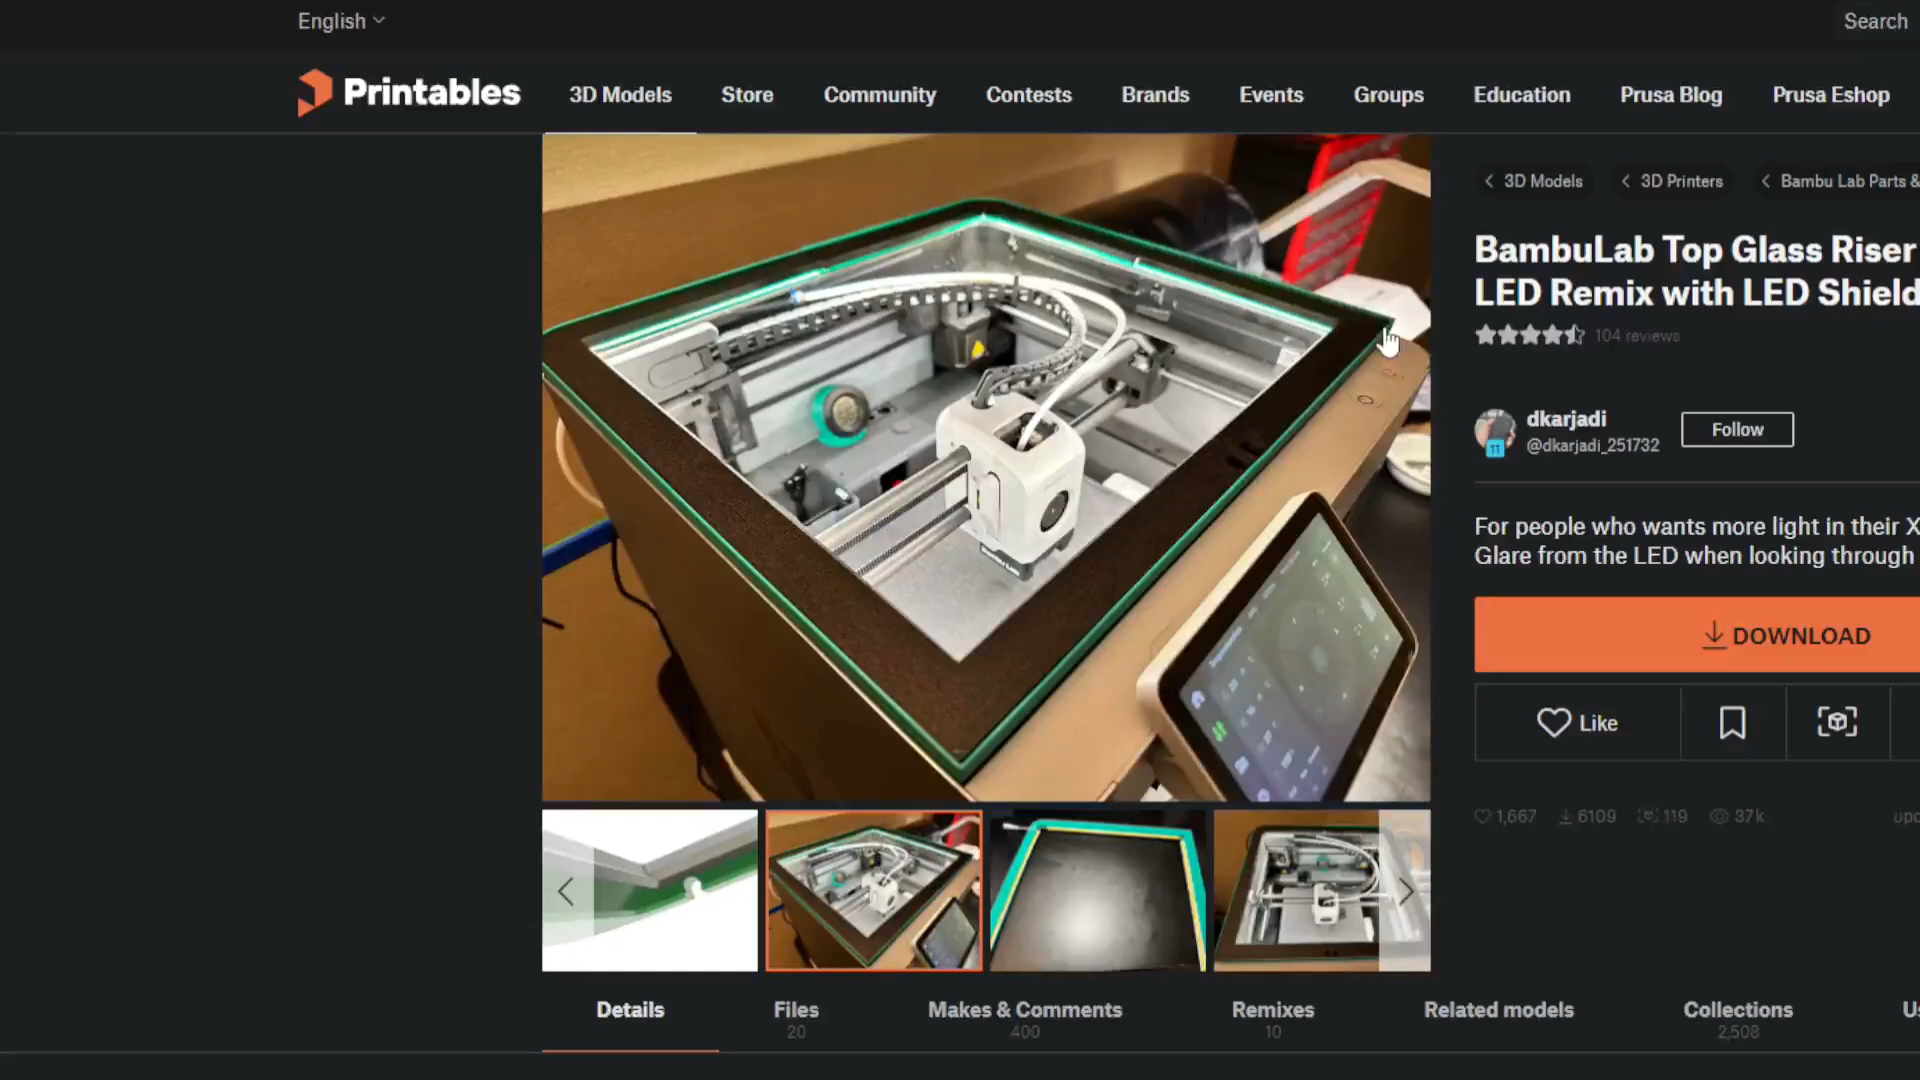 English
Search
Printables
3D Models
Store
Community
Contests
Brands
Events
Groups
Education
Prusa Blog
Prusa Eshop
3D Models
3D Printers
Bambu Lab Parts &
BambuLab Top Glass Riser
LED Remix with LED Shield
104 reviews
dkarjadi
@dkarjadi_251732
11
Follow
For people who wants more light in their X
Glare from the LED when looking through
DOWNLOAD
Like
1,667
6109
119
37k
Details
Files
20
Makes & Comments
400
Remixes
10
Related models
Collections
2,508